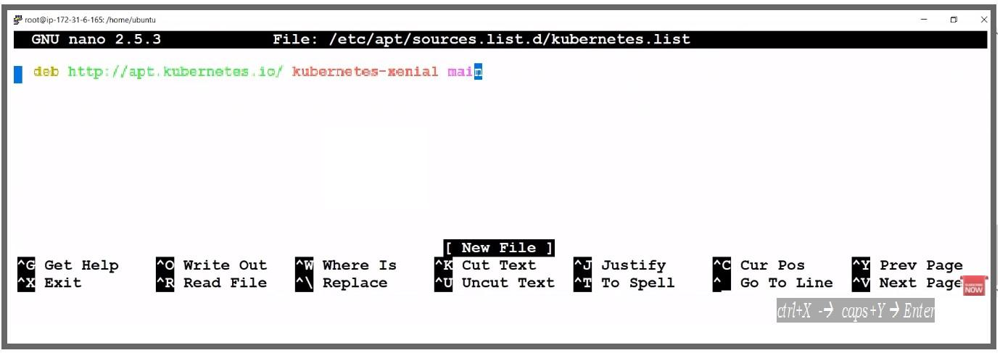 root@ip-172-31-6-165: /home/ubuntu
GNU nano 2.5.3 File: /etc/apt/sources.list.d/kubernetes.list
deb http://apt.kubernetes.io/ kubernetes-xenial main
[ New File ]
^G Get Help ^O Write Out ^W Where Is ^K Cut Text ^J Justify ^C Cur Pos ^Y Prev Page
^X Exit ^R Read File ^\ Replace ^U Uncut Text ^T To Spell ^_ Go To Line ^V Next Page
NOW
ctrl+X -→ caps+Y → Enter